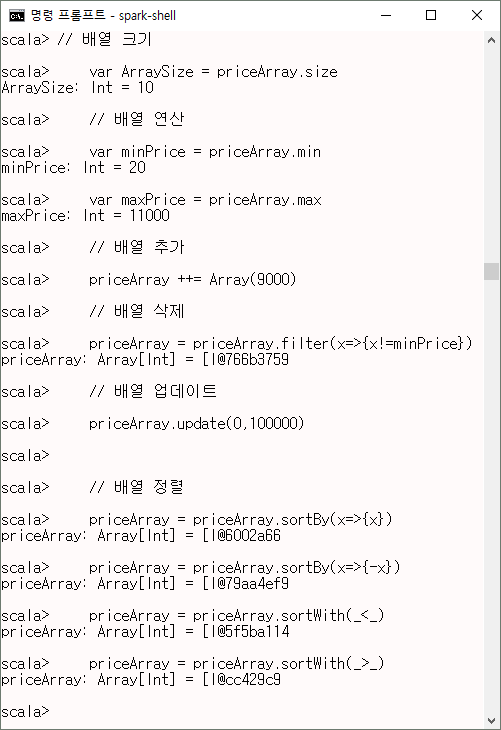 명령 프롬프트 - spark-shell
scala> // 배열 크기
scala>     var ArraySize = priceArray.size
ArraySize: Int = 10
scala>     // 배열 연산
scala>     var minPrice = priceArray.min
minPrice: Int = 20
scala>     var maxPrice = priceArray.max
maxPrice: Int = 11000
scala>     // 배열 추가
scala>     priceArray ++= Array(9000)
scala>     // 배열 삭제
scala>     priceArray = priceArray.filter(x=>{x!=minPrice})
priceArray: Array[Int] = [I@766b3759
scala>     // 배열 업데이트
scala>     priceArray.update(0,100000)
scala>
scala>     // 배열 정렬
scala>     priceArray = priceArray.sortBy(x=>{x})
priceArray: Array[Int] = [I@6002a66
scala>     priceArray = priceArray.sortBy(x=>{-x})
priceArray: Array[Int] = [I@79aa4ef9
scala>     priceArray = priceArray.sortWith(_<_)
priceArray: Array[Int] = [I@5f5ba114
scala>     priceArray = priceArray.sortWith(_>_)
priceArray: Array[Int] = [I@cc429c9
scala>